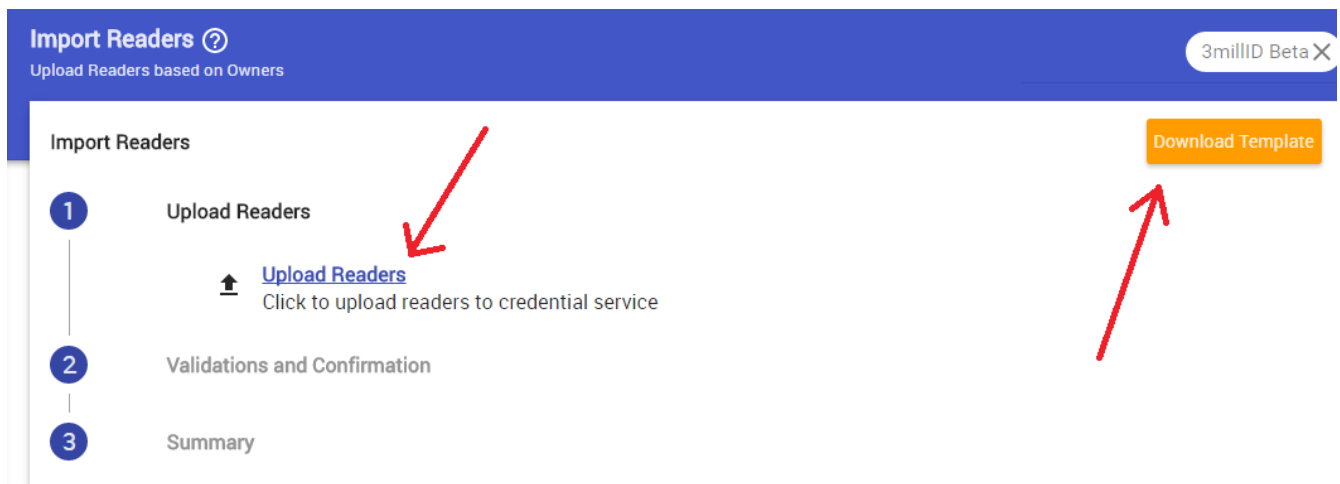 Import Readers ?
Upload Readers based on Owners
3millID Beta
Import Readers
Download Template
1
Upload Readers
Upload Readers
Click to upload readers to credential service
2
Validations and Confirmation
3
Summary